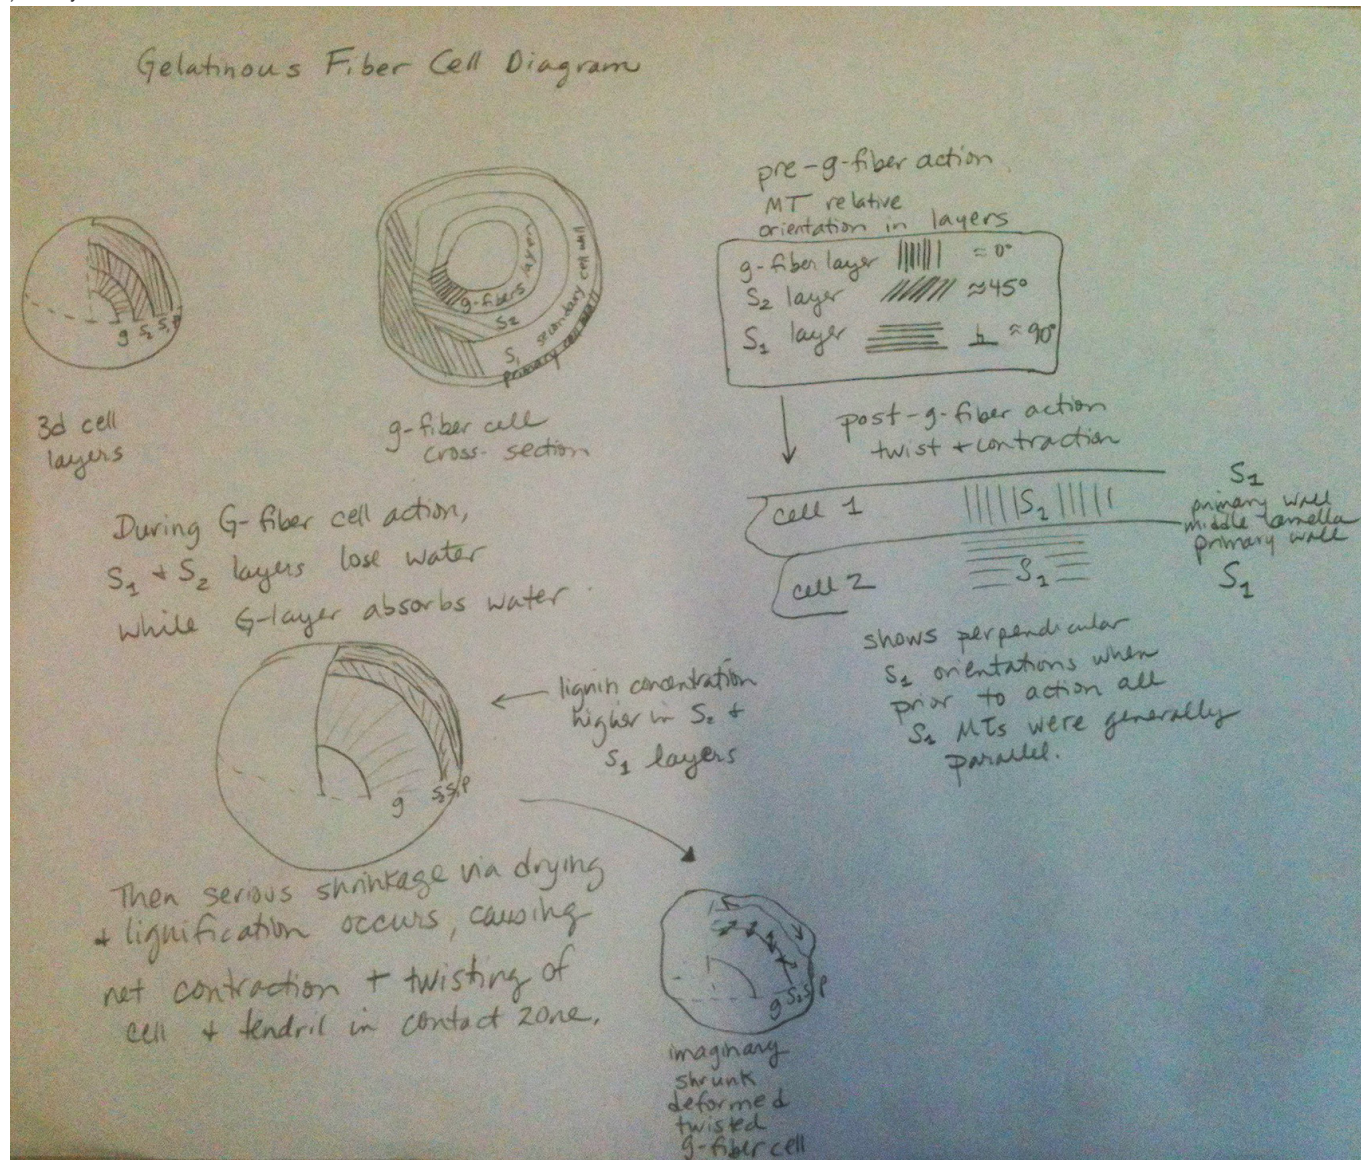 Gelatinous Fiber Cell Diagram
g S2 S1 P
3d cell
layers
lumen
g-fibers
S2
S1 secondary cell wall
primary cell wall
g-fiber cell
cross-section
pre-g-fiber action
MT relative
orientation in layers
g-fiber layer ≈ 0°
S2 layer ≈45°
S1 layer ⊥ ≈90°
post-g-fiber action
twist + contraction
cell 1 S2
cell 2 S1
S1
primary wall
middle lamella
primary wall
S1
shows perpendicular
S1 orientations when
prior to action all
S1 MTs were generally
parallel.
During G-fiber cell action,
S1 + S2 layers lose water
while G-layer absorbs water.
g S2 S1 P
lignin concentration
higher in S2 +
S1 layers
Then serious shrinkage via drying
+ lignification occurs, causing
net contraction + twisting of
cell + tendril in contact zone.
g S2 S1 P
imaginary
shrunk
deformed
twisted
g-fiber cell